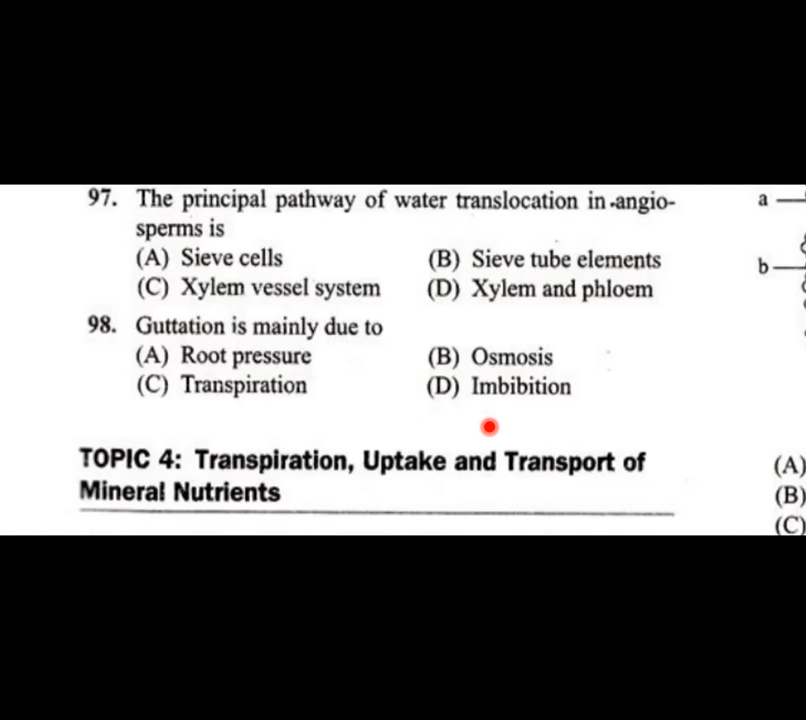 97. The principal pathway of water translocation in angio-
sperms is
(A) Sieve cells (B) Sieve tube elements
(C) Xylem vessel system (D) Xylem and phloem
98. Guttation is mainly due to
(A) Root pressure (B) Osmosis
(C) Transpiration (D) Imbibition
TOPIC 4: Transpiration, Uptake and Transport of
Mineral Nutrients
a
b
(A)
(B)
(C)